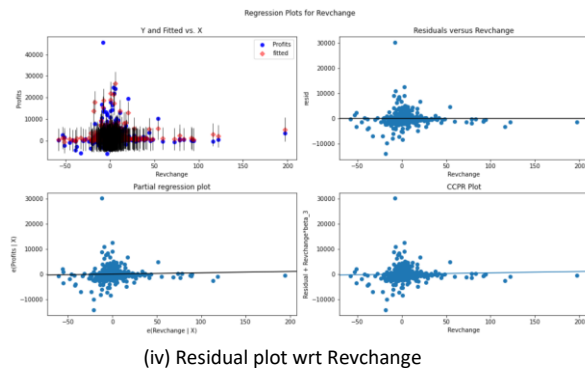 Regression Plots for Revchange
Y and Fitted vs. X
Profits
fitted
Profits
40000
30000
20000
10000
0
-50
0
50
100
150
200
Revchange
Residuals versus Revchange
resid
30000
20000
10000
0
-10000
-50
0
50
100
150
200
Revchange
Partial regression plot
e(Profits | X)
30000
20000
10000
0
-10000
-50
0
50
100
150
200
e(Revchange | X)
CCPR Plot
Residual + Revchange*beta_3
30000
20000
10000
0
-10000
-50
0
50
100
150
200
Revchange
(iv) Residual plot wrt Revchange